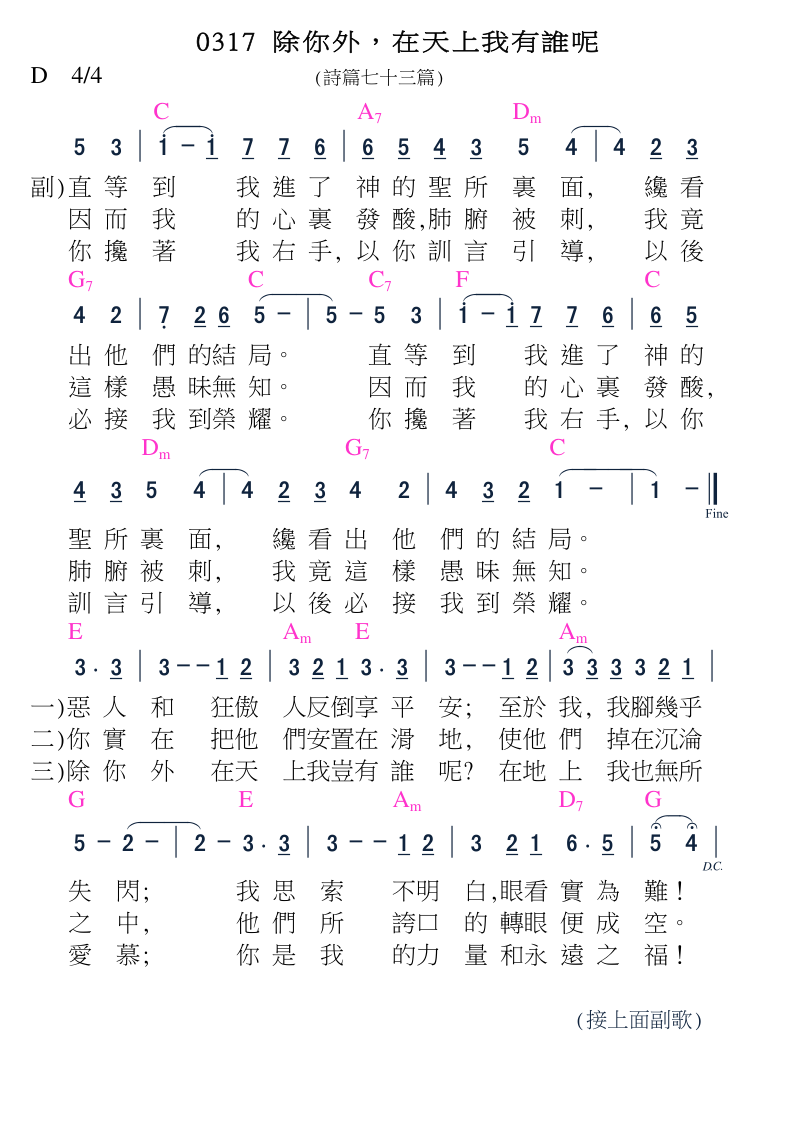 0317 除你外，在天上我有誰呢
D 4/4 (詩篇七十三篇)
C A7 Dm
5 3 | i - i 7 7 6 | 6 5 4 3 5 4 | 4 2 3
副)直等到 我進了 神的聖所裏面, 纔看
因而我 的心裏 發酸,肺腑被刺, 我竟
你攙著 我右手, 以你訓言引導, 以後
G7 C C7 F C
4 2 | 7 2 6 5 - | 5 - 5 3 | i - i 7 7 6 | 6 5
出他們的結局。 直等到 我進了 神的
這樣愚昧無知。 因而我 的心裏 發酸,
必接我到榮耀。 你攙著 我右手, 以你
Dm G7 C
4 3 5 4 | 4 2 3 4 2 | 4 3 2 1 - | 1 - ‖
Fine
聖所裏面, 纔看出他們的結局。
肺腑被刺, 我竟這樣愚昧無知。
訓言引導, 以後必接我到榮耀。
E Am E Am
3 . 3 | 3 - - 1 2 | 3 2 1 3 . 3 | 3 - - 1 2 | 3 3 3 3 2 1 |
一)惡人和 狂傲 人反倒享平安; 至於我, 我腳幾乎
二)你實在 把他 們安置在滑地, 使他們 掉在沉淪
三)除你外 在天 上我豈有誰呢? 在地上 我也無所
G E Am D7 G
5 - 2 - | 2 - 3 . 3 | 3 - - 1 2 | 3 2 1 6 . 5 | 5 4 |
D.C.
失閃; 我思索 不明白,眼看實為難！
之中, 他們所 誇口的轉眼便成空。
愛慕; 你是我 的力量和永遠之福！
(接上面副歌)